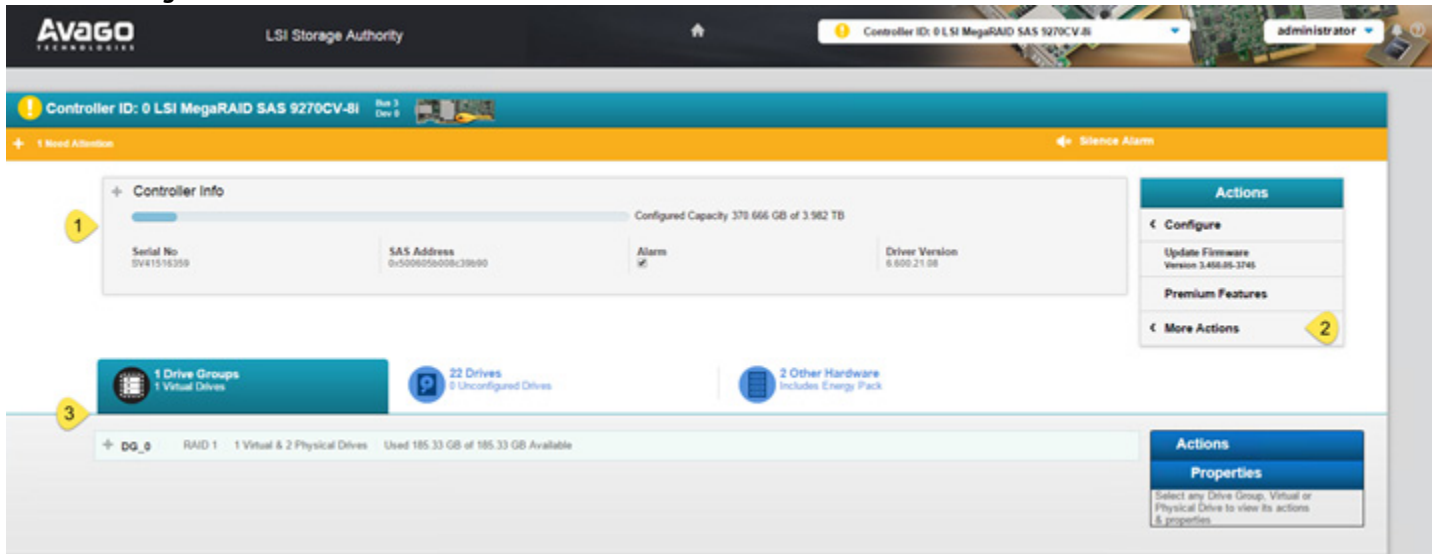 AVAGO
TECHNOLOGIES
LSI Storage Authority
Controller ID: 0 LSI MegaRAID SAS 9270CV-8i
administrator
Controller ID: 0 LSI MegaRAID SAS 9270CV-8i
Bus 3
Dev 0
1 Need Attention
Silence Alarm
Controller Info
Configured Capacity 370.666 GB of 3.982 TB
Serial No
SV41516359
SAS Address
0x500605b008c39b90
Alarm
Driver Version
6.600.21.08
1
Actions
Configure
Update Firmware
Version 3.450.05-3745
Premium Features
More Actions
2
1 Drive Groups
1 Virtual Drives
22 Drives
0 Unconfigured Drives
2 Other Hardware
Includes Energy Pack
3
DG_0 RAID 1 1 Virtual & 2 Physical Drives Used 185.33 GB of 185.33 GB Available
Actions
Properties
Select any Drive Group, Virtual or
Physical Drive to view its actions
& properties